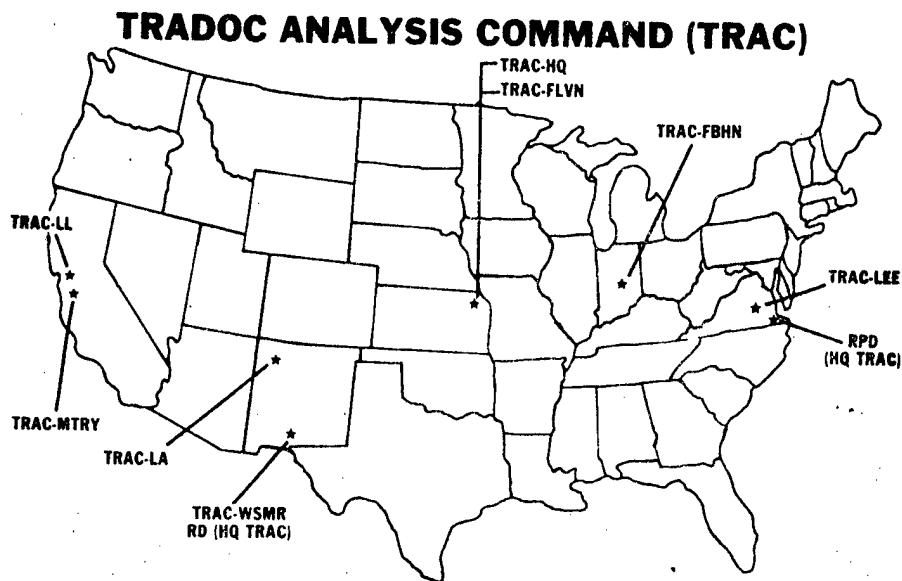 TRADOC ANALYSIS COMMAND (TRAC)
TRAC-HQ
TRAC-FLVN
TRAC-FBHN
TRAC-LL
TRAC-LEE
RPD
(HQ TRAC)
TRAC-MTRY
TRAC-LA
TRAC-WSMR
RD (HQ TRAC)